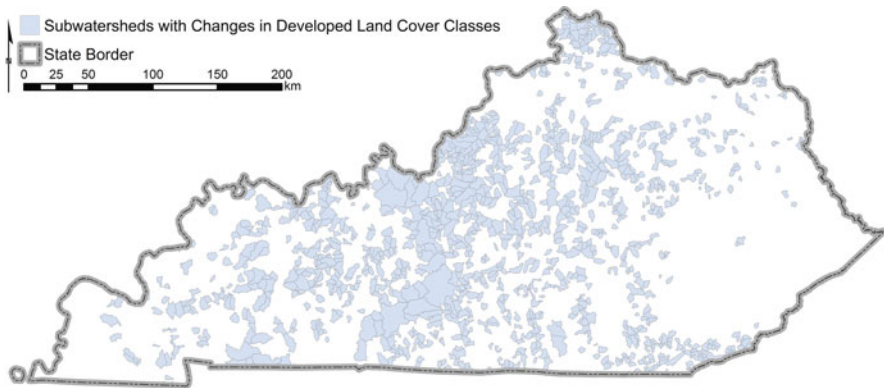 Subwatersheds with Changes in Developed Land Cover Classes
State Border
0 25 50 100 150 200
km